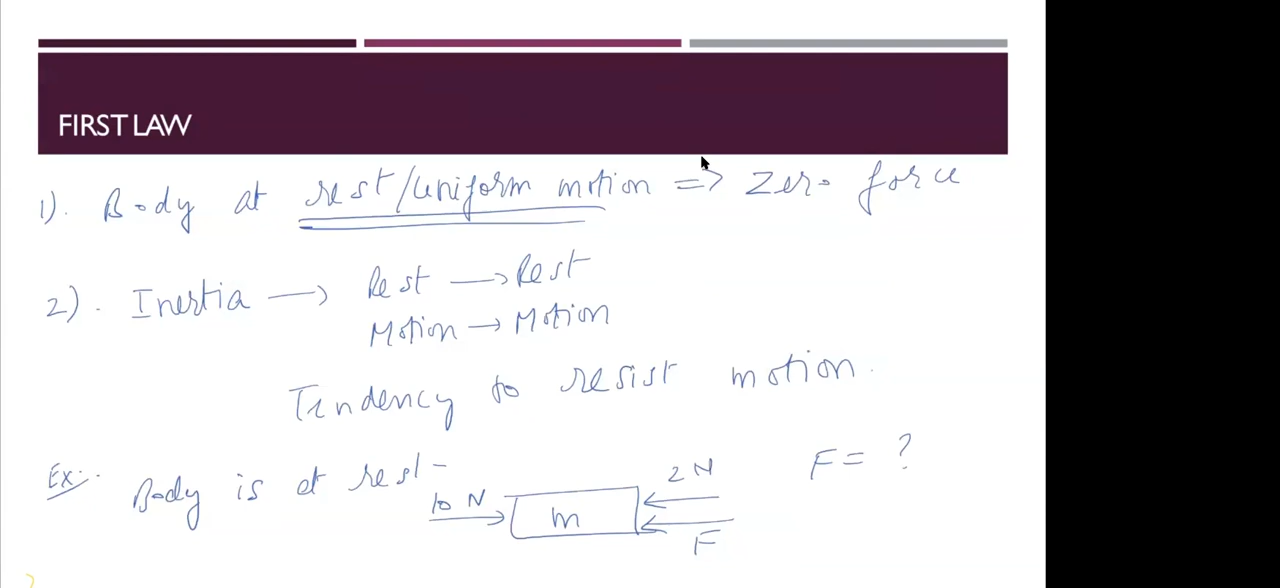 FIRST LAW
1). Body at rest/uniform motion => Zero force
2). Inertia → Rest → Rest
Motion → Motion
Tendency to resist motion.
Ex:- Body is at rest -
10 N
m
2 N
F
F = ?